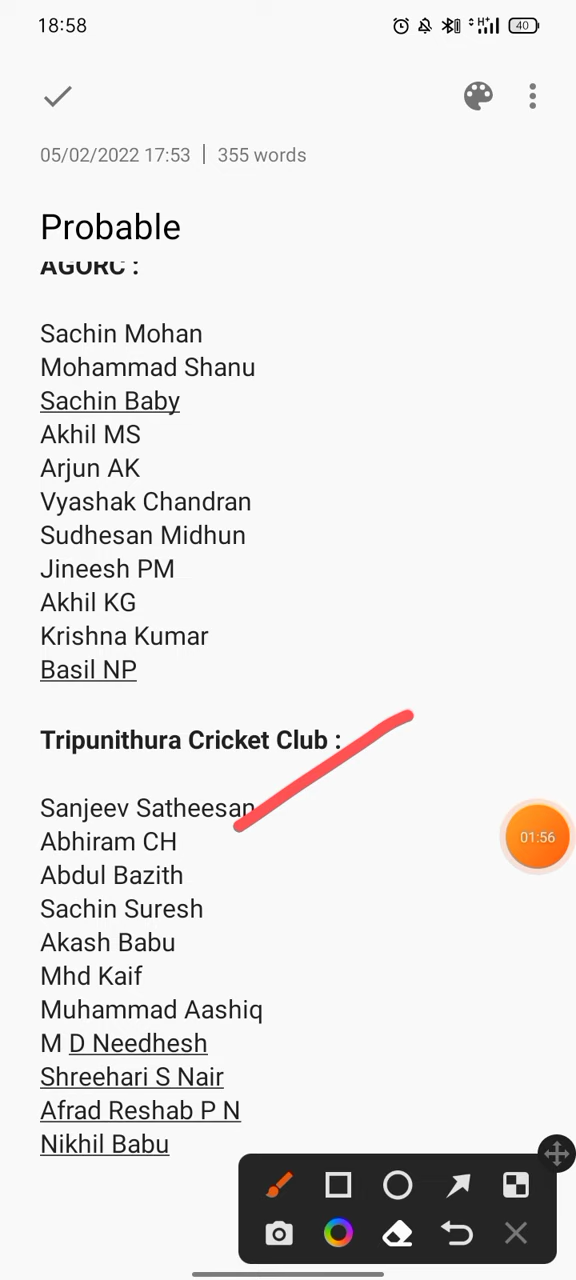 18:58
H+
40
05/02/2022 17:53 | 355 words
Probable
AGORC :
Sachin Mohan
Mohammad Shanu
Sachin Baby
Akhil MS
Arjun AK
Vyashak Chandran
Sudhesan Midhun
Jineesh PM
Akhil KG
Krishna Kumar
Basil NP
Tripunithura Cricket Club :
Sanjeev Satheesan
Abhiram CH
Abdul Bazith
Sachin Suresh
Akash Babu
Mhd Kaif
Muhammad Aashiq
M D Needhesh
Shreehari S Nair
Afrad Reshab P N
Nikhil Babu
01:56